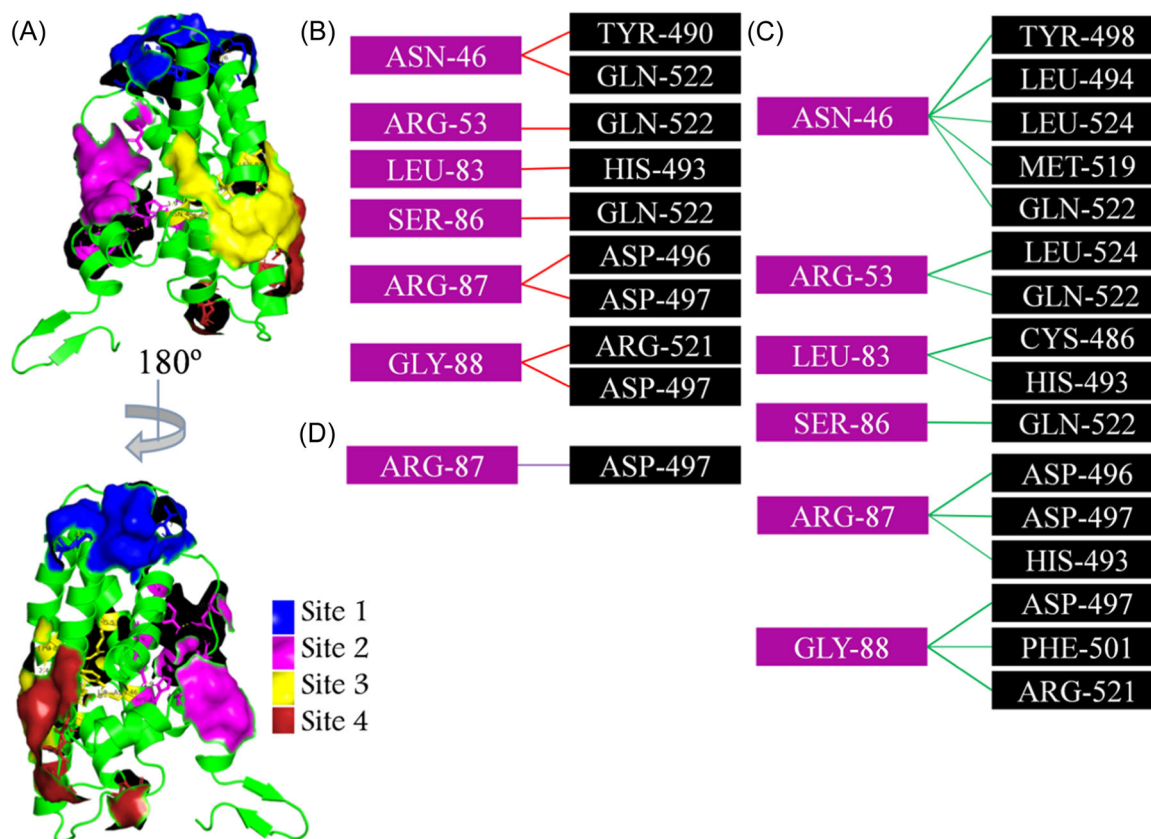 (A)
180º
Site 1
Site 2
Site 3
Site 4
(B)
ASN-46
TYR-490
GLN-522
ARG-53
GLN-522
LEU-83
HIS-493
SER-86
GLN-522
ARG-87
ASP-496
ASP-497
GLY-88
ARG-521
ASP-497
(C)
ASN-46
TYR-498
LEU-494
LEU-524
MET-519
GLN-522
ARG-53
LEU-524
GLN-522
LEU-83
CYS-486
HIS-493
SER-86
GLN-522
ARG-87
ASP-496
ASP-497
HIS-493
GLY-88
ASP-497
PHE-501
ARG-521
(D)
ARG-87
ASP-497